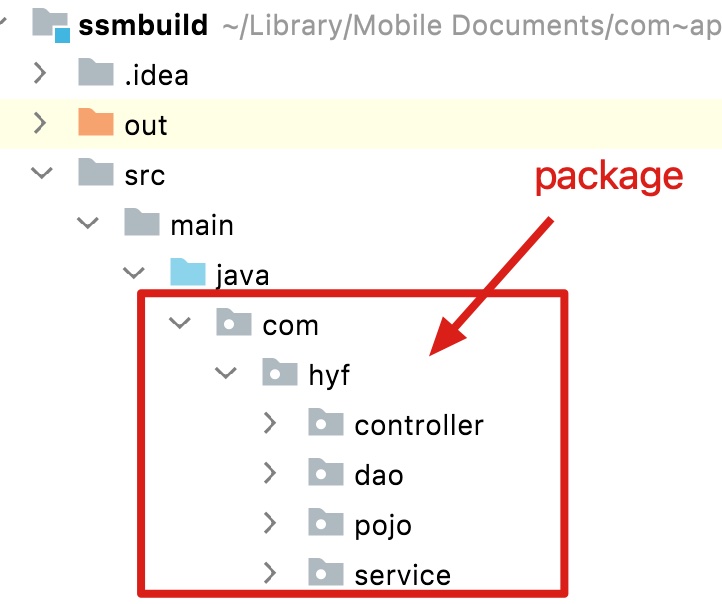 ssmbuild ~/Library/Mobile Documents/com~ap
.idea
out
src
package
main
java
com
hyf
controller
dao
pojo
service